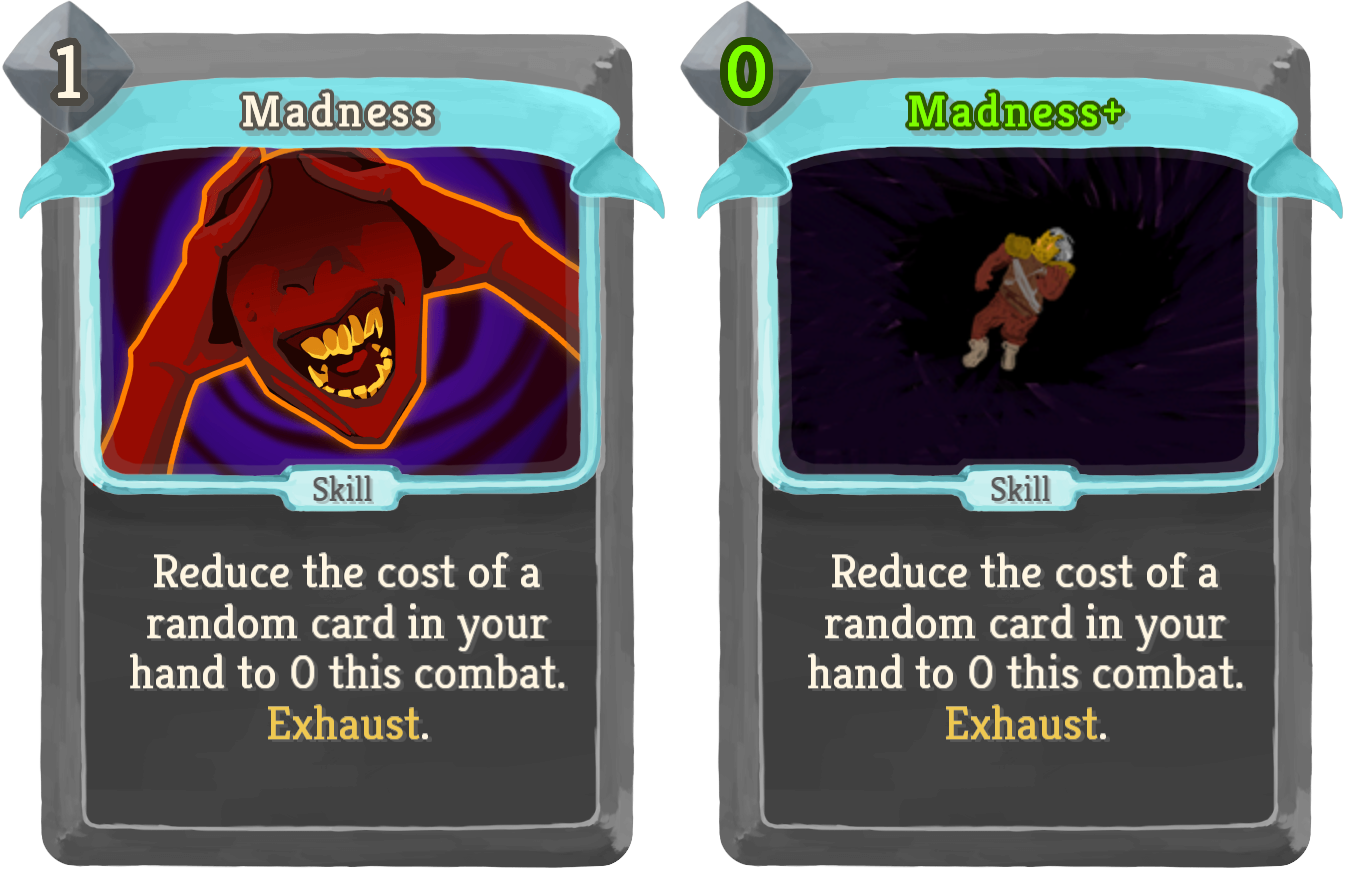 1
Madness
Skill
Reduce the cost of a
random card in your
hand to 0 this combat.
Exhaust.
0
Madness+
Skill
Reduce the cost of a
random card in your
hand to 0 this combat.
Exhaust.